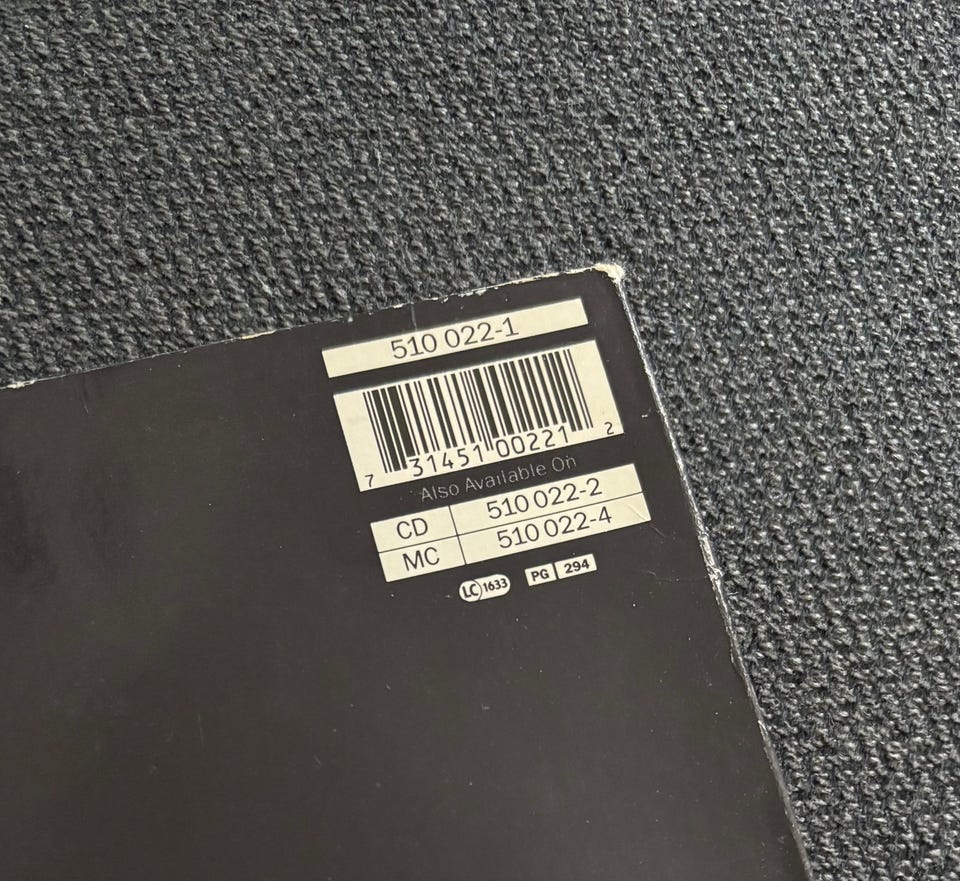 510 022-1
7 31451 00221 2
Also Available On
CD 510 022-2
MC 510 022-4
LC 1633 PG 294